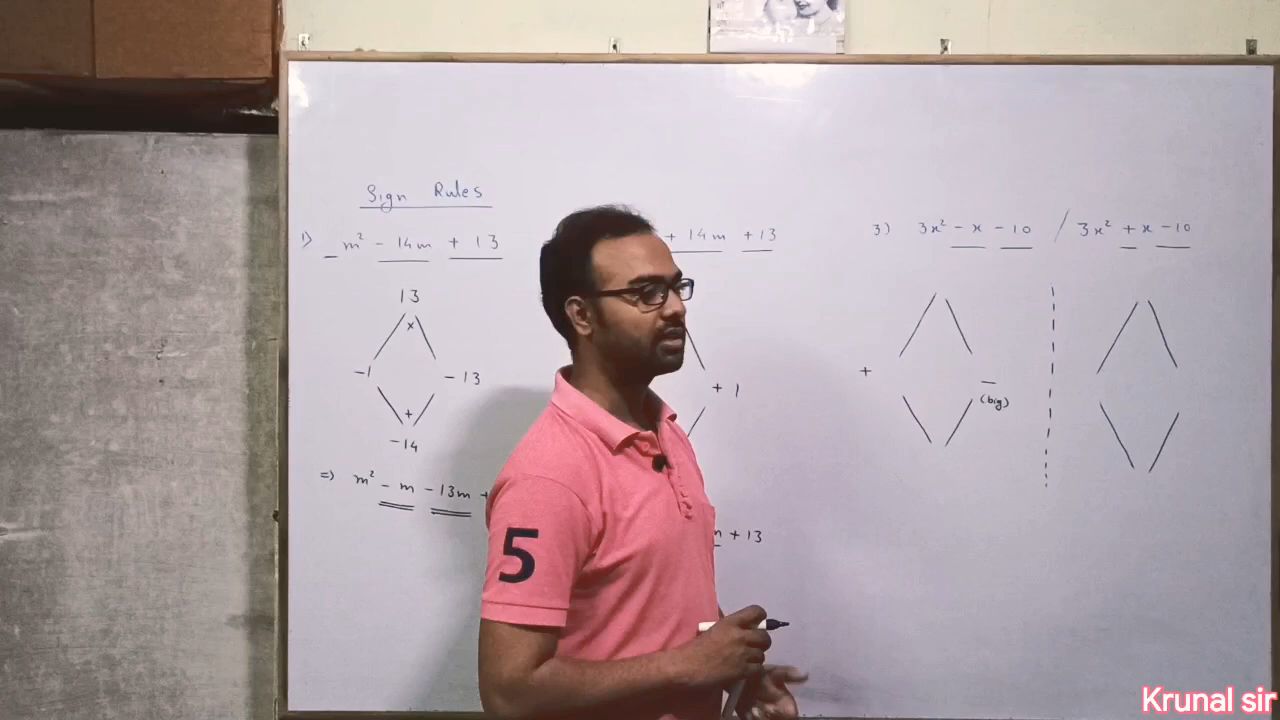 Sign Rules
1) m² - 14m + 13
+ 14m + 13
3) 3x² - x - 10 / 3x² + x - 10
13
×
-1
- 13
+
-14
+ 1
+
-
(big)
=) m² - m - 13m +
+ 13
5
Krunal sir